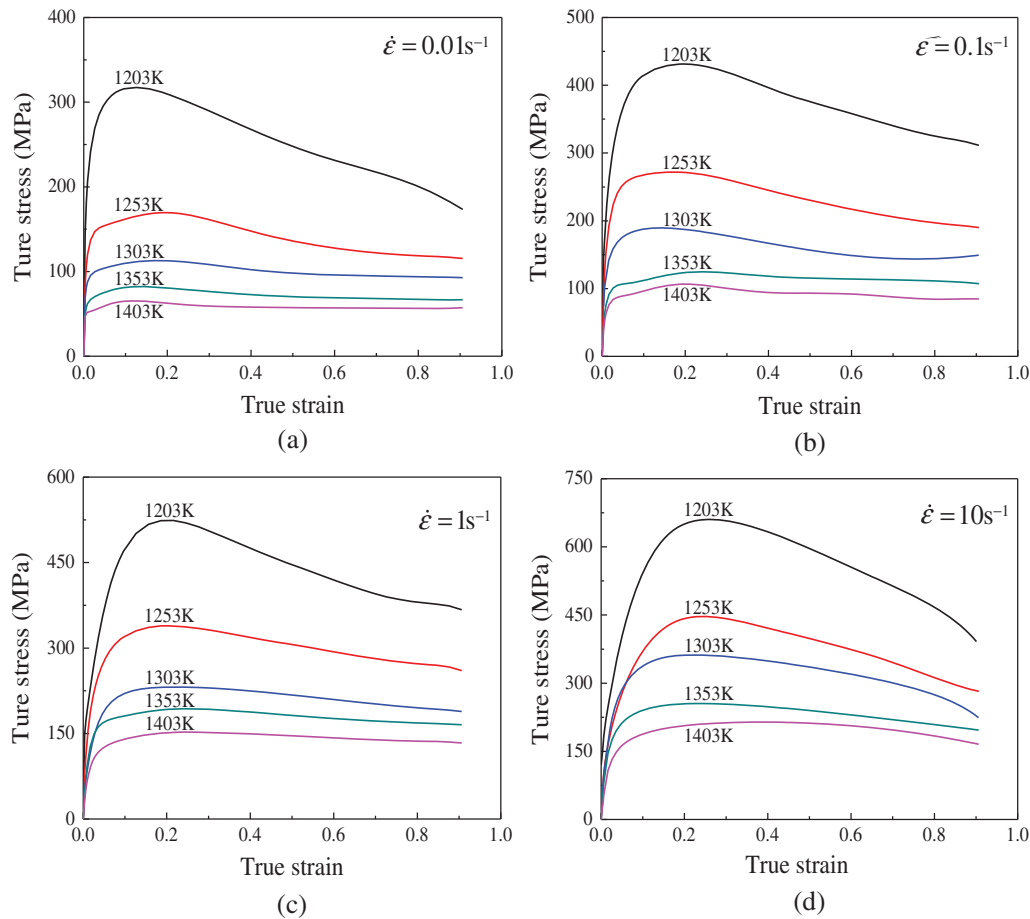 400
300
200
100
0
Ture stress (MPa)
ε̇ = 0.01s⁻¹
1203K
1253K
1303K
1353K
1403K
0.0 0.2 0.4 0.6 0.8 1.0
True strain
(a)
500
400
300
200
100
0
Ture stress (MPa)
ε = 0.1s⁻¹
1203K
1253K
1303K
1353K
1403K
0.0 0.2 0.4 0.6 0.8 1.0
True strain
(b)
600
450
300
150
0
Ture stress (MPa)
ε̇ = 1s⁻¹
1203K
1253K
1303K
1353K
1403K
0.0 0.2 0.4 0.6 0.8 1.0
True strain
(c)
750
600
450
300
150
0
Ture stress (MPa)
ε̇ = 10s⁻¹
1203K
1253K
1303K
1353K
1403K
0.0 0.2 0.4 0.6 0.8 1.0
True strain
(d)